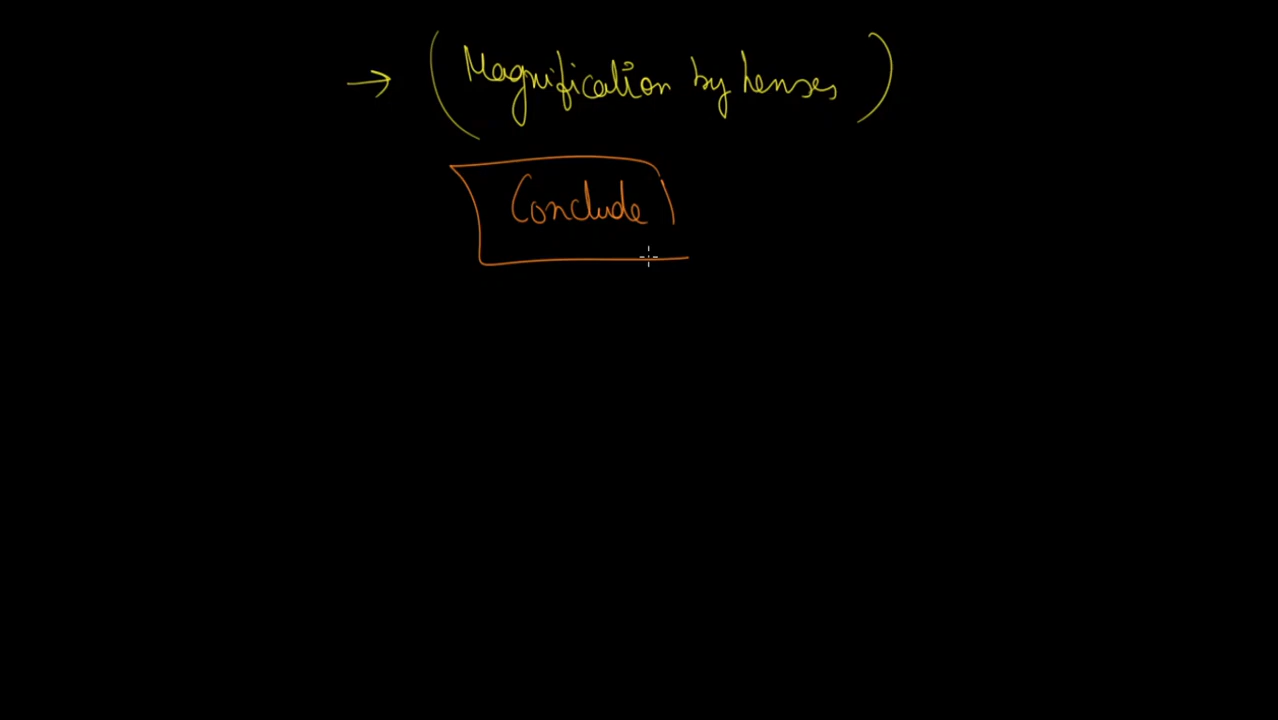 → (Magnification by lenses)
Conclude